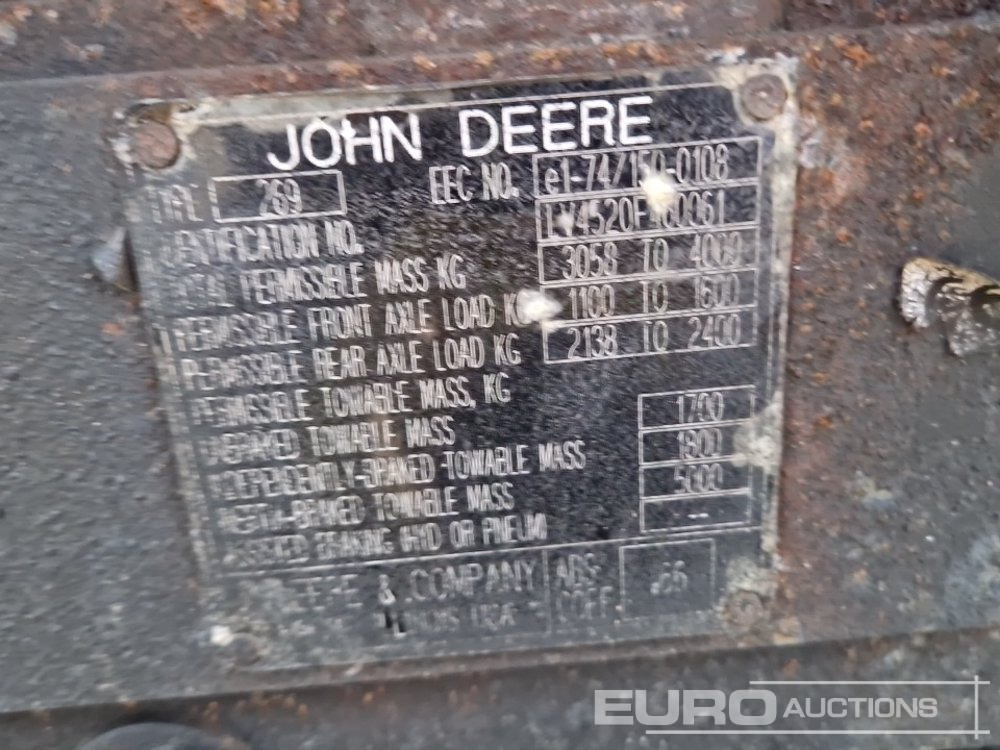 JOHN DEERE
269 EEC NO. e1-74/150-0108
IDENTIFICATION NO. LV4520F460061
TOTAL PERMISSIBLE MASS KG 3058 TO 4000
PERMISSIBLE FRONT AXLE LOAD KG 1100 TO 1600
PERMISSIBLE REAR AXLE LOAD KG 2138 TO 2400
PERMISSIBLE TOWABLE MASS, KG
UNBRAKED TOWABLE MASS 1700
INDEPENDENTLY-BRAKED TOWABLE MASS 1800
INERTIA-BRAKED TOWABLE MASS 5000
ASSISTED BRAKING (HYD OR PNEUM) --
DEERE & COMPANY ABS.
ILLINOIS USA COEF.
EURO AUCTIONS